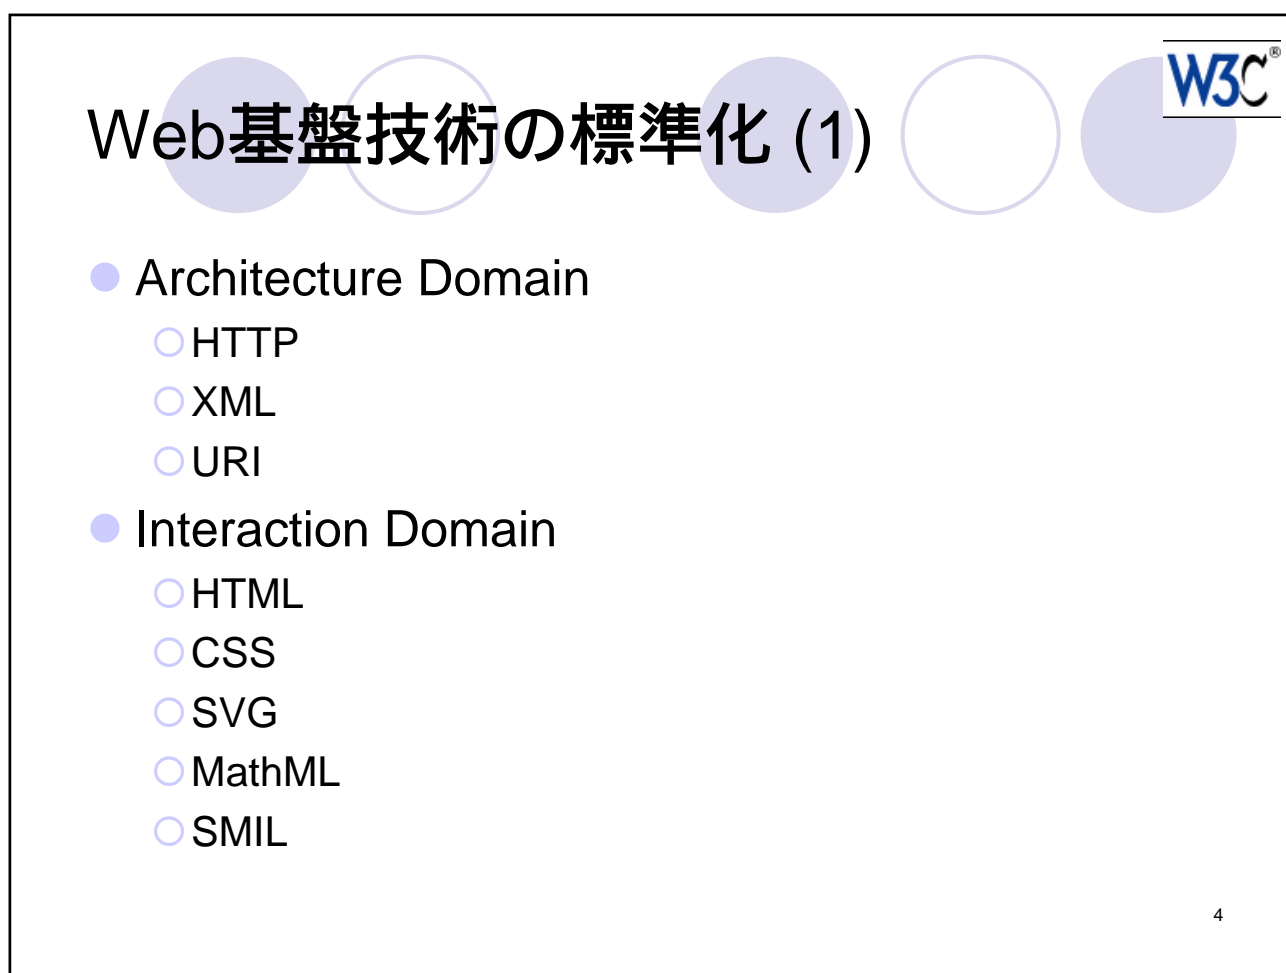 W3C®
Web基盤技術の標準化 (1)
Architecture Domain
HTTP
XML
URI
Interaction Domain
HTML
CSS
SVG
MathML
SMIL
4